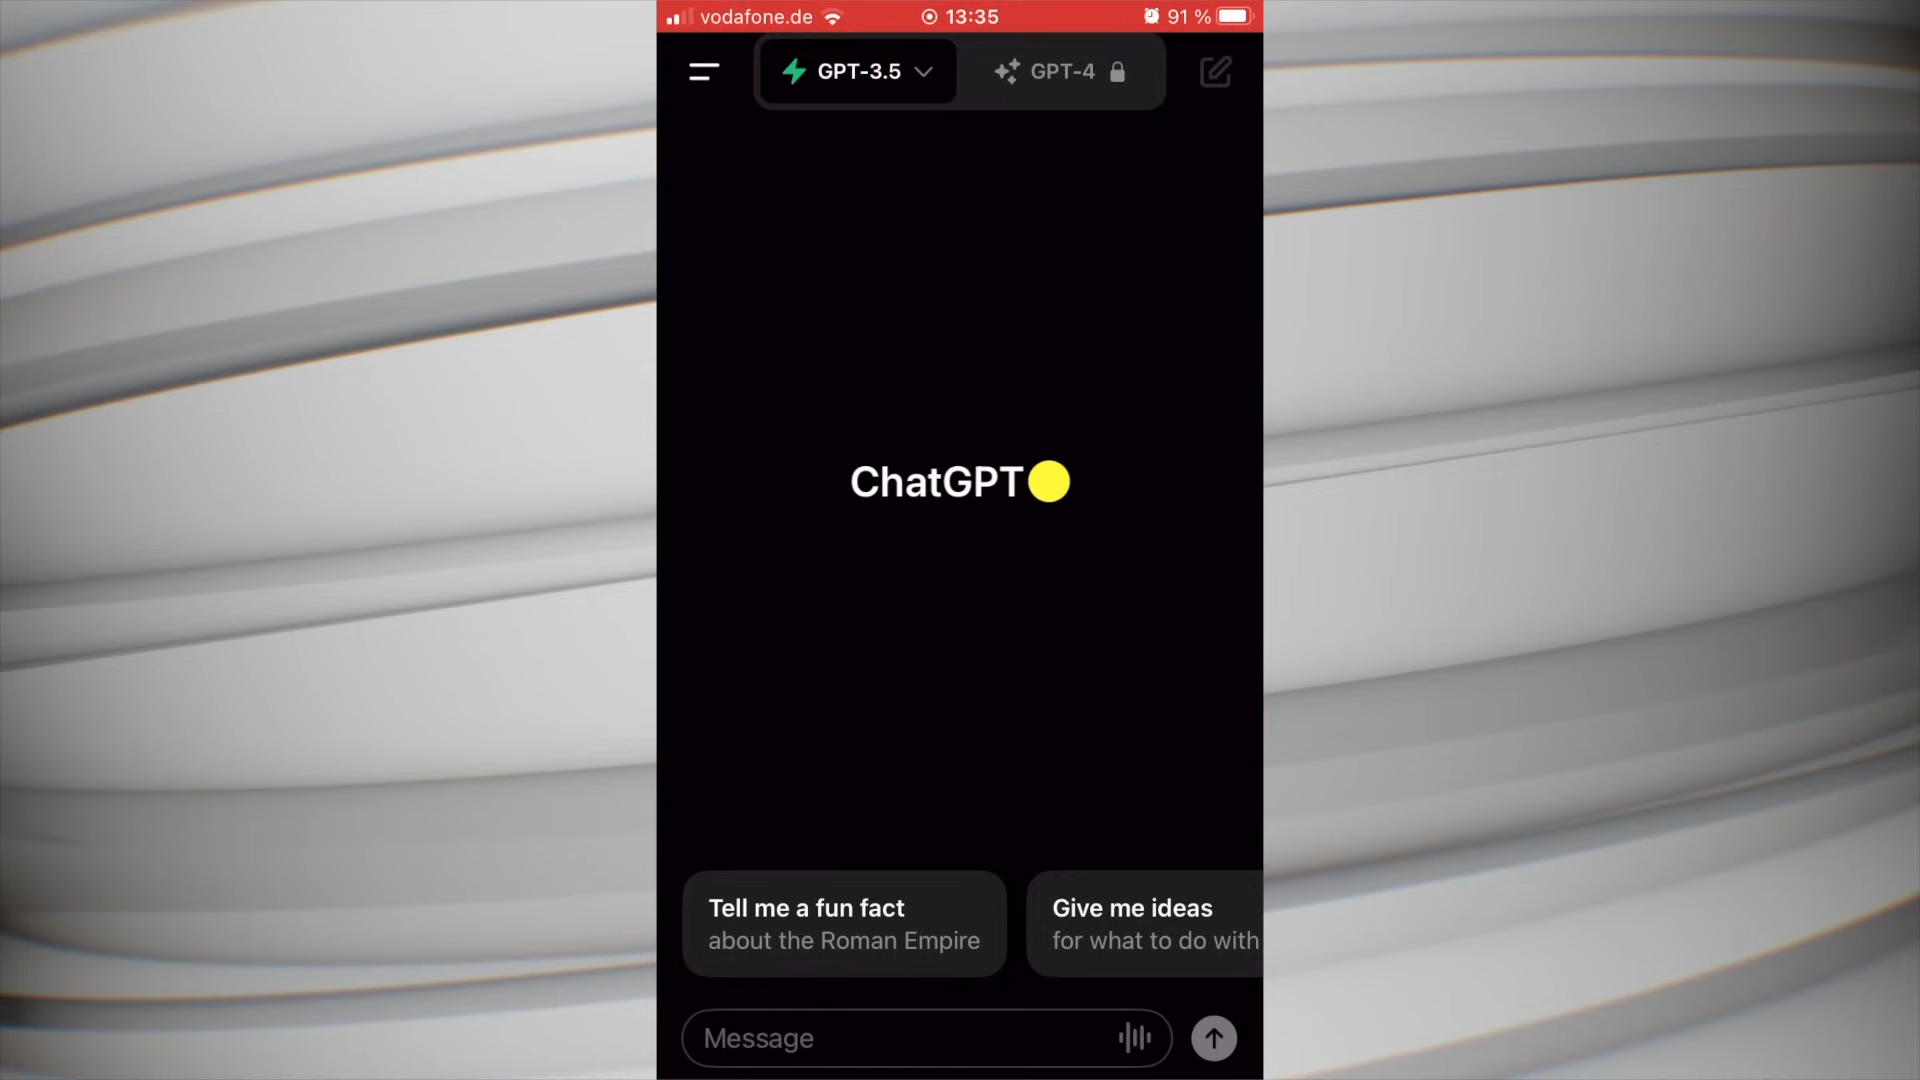 vodafone.de 13:35 91 %
GPT-3.5 GPT-4
ChatGPT
Tell me a fun fact
about the Roman Empire
Give me ideas
for what to do with
Message